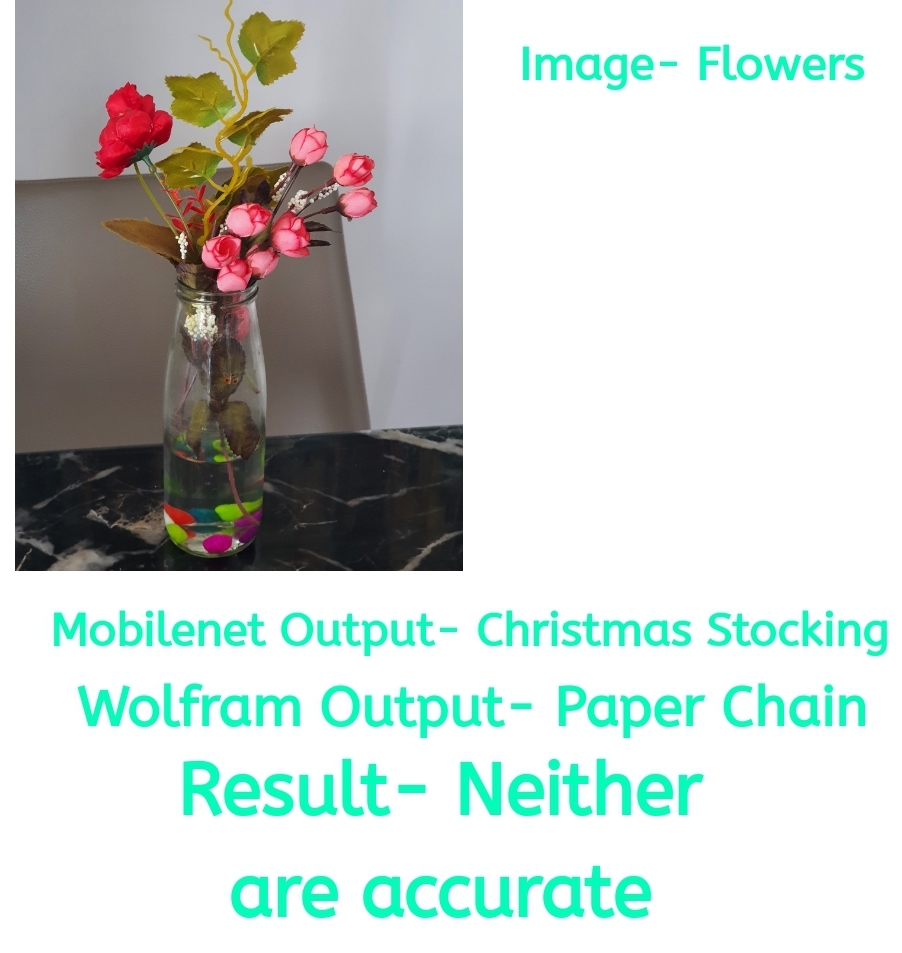 Image- Flowers
Mobilenet Output- Christmas Stocking
Wolfram Output- Paper Chain
Result- Neither
are accurate